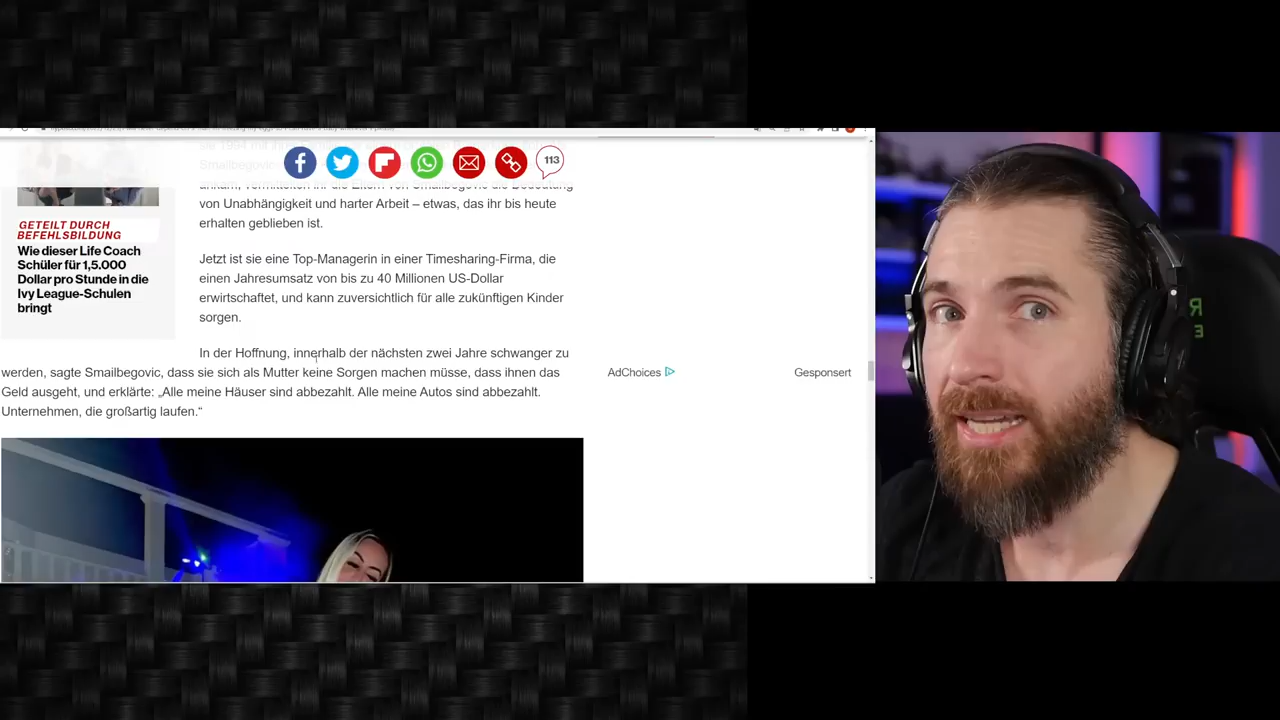 113
von Unabhängigkeit und harter Arbeit – etwas, das ihr bis heute
erhalten geblieben ist.
GETEILT DURCH
BEFEHLSBILDUNG
Wie dieser Life Coach
Schüler für 1,5.000
Dollar pro Stunde in die
Ivy League-Schulen
bringt
Jetzt ist sie eine Top-Managerin in einer Timesharing-Firma, die
einen Jahresumsatz von bis zu 40 Millionen US-Dollar
erwirtschaftet, und kann zuversichtlich für alle zukünftigen Kinder
sorgen.
In der Hoffnung, innerhalb der nächsten zwei Jahre schwanger zu
werden, sagte Smailbegovic, dass sie sich als Mutter keine Sorgen machen müsse, dass ihnen das
Geld ausgeht, und erklärte: „Alle meine Häuser sind abbezahlt. Alle meine Autos sind abbezahlt.
Unternehmen, die großartig laufen.“
AdChoices
Gesponsert